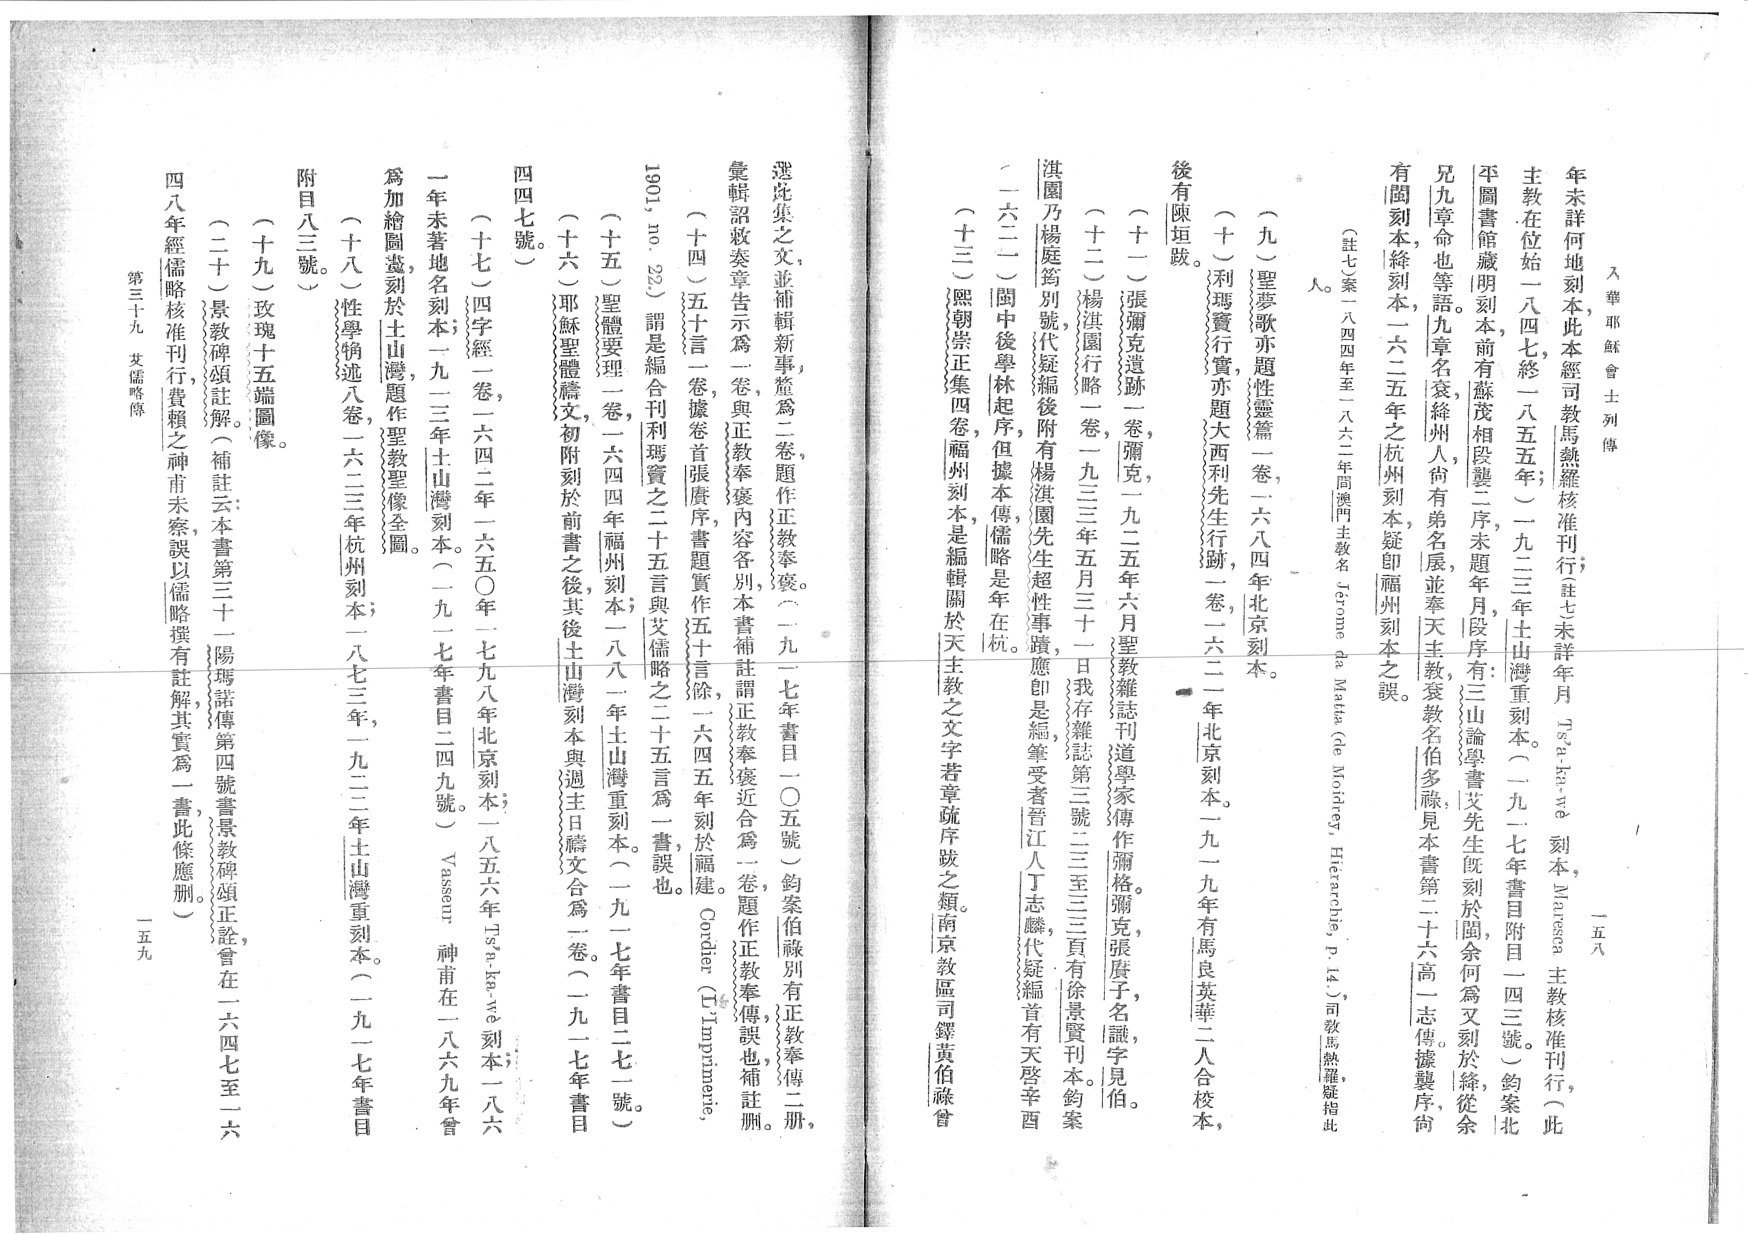 入華耶穌會士列傳
一五八
年未詳何地刻本,此本經司教馬熱羅核准刊行;(註七)未詳年月 Ts’a-ka-wè 刻本, Maresca 主教核准刊行,(此
主教在位始一八四七,終一八五五年;)一九二三年土山灣重刻本。(一九一七年書目附目一四三號。)鈞案北
平圖書館藏明刻本,前有蘇茂相段襲二序,未題年月,段序有:三山論學書艾先生旣刻於閩,余何爲又刻於絳,從余
兄九章命也等語。九章名袞,絳州人,尙有弟名扆,並奉天主教,袞教名伯多祿,見本書第二十六高一志傳。據襲序,尙
有閩刻本,絳刻本,一六二五年之杭州刻本,疑卽福州刻本之誤。
(註七)案一八四四年至一八六二年間澳門主教名 Jérome da Matta (de Moidrey, Hiérarchie, p. 14.),司教馬熱羅,疑指此
人。
(九)聖夢歌亦題性靈篇一卷,一六八四年北京刻本。
(十)利瑪竇行實,亦題大西利先生行跡,一卷,一六二一年北京刻本。一九一九年有馬良英華二人合校本,
後有陳垣跋。
(十一)張彌克遺跡一卷,彌克,一九二五年六月聖教雜誌刊道學家傳作彌格。彌克,張賡子,名識,字見伯。
(十二)楊淇園行略一卷,一九三三年五月三十一日我存雜誌第三號二三至三三頁有徐景賢刊本。鈞案
淇園乃楊庭筠別號,代疑編後附有楊淇園先生超性事蹟,應卽是編,筆受者晉江人丁志麟,代疑編首有天啓辛酉
(一六二一)閩中後學林起序,但據本傳,儒略是年在杭。
(十三)熙朝崇正集四卷,福州刻本,是編輯關於天主教之文字若章疏序跋之類。南京教區司鐸黃伯祿曾
選此集之文,並補輯新事,釐爲二卷,題作正教奉褒。(一九一七年書目一〇五號)鈞案伯祿別有正教奉傳二册,
彙輯詔敕奏章告示爲一卷,與正教奉褒內容各別,本書補註謂正教奉褒近合爲一卷,題作正教奉傳,誤也,補註删。
(十四)五十言一卷,據卷首張賡序,書題實作五十言餘,一六四五年刻於福建。 Cordier (L’Imprimerie,
1901, no. 22.) 謂是編合刊利瑪竇之二十五言與艾儒略之二十五言爲一書,誤也。
(十五)聖體要理一卷,一六四四年福州刻本;一八八一年土山灣重刻本。(一九一七年書目二七一號。)
(十六)耶穌聖體禱文,初附刻於前書之後,其後土山灣刻本與週主日禱文合爲一卷。(一九一七年書目
四四七號。)
(十七)四字經一卷,一六四二年一六五〇年一七九八年北京刻本;一八五六年 Ts’a-ka-wè 刻本;一八六
一年未著地名刻本;一九一三年土山灣刻本。(一九一七年書目二四九號。) Vasseur 神甫在一八六九年曾
爲加繪圖畫,刻於土山灣,題作聖教聖像全圖。
(十八)性學觕述八卷,一六二三年杭州刻本;一八七三年,一九二二年土山灣重刻本。(一九一七年書目
附目八三號。)
(十九)玫瑰十五端圖像。
(二十)景教碑頌註解。(補註云:本書第三十一陽瑪諾傳第四號書景教碑頌正詮,曾在一六四七至一六
四八年經儒略核准刊行,費賴之神甫未察,誤以儒略撰有註解,其實爲一書,此條應删。)
第三十九 艾儒略傳
一五九